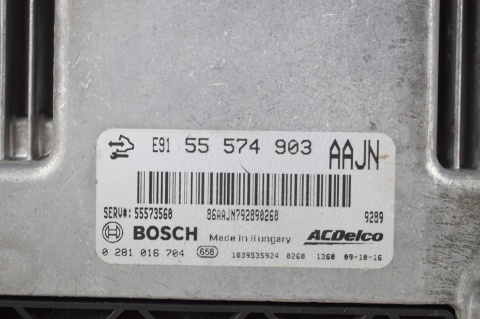 E91 55 574 903 AAJN
SERV#: 55573560 86AAJN792890260 9289
BOSCH Made in Hungary ACDelco
0 281 016 704 658 1039S35924 0260 1360 09-10-16